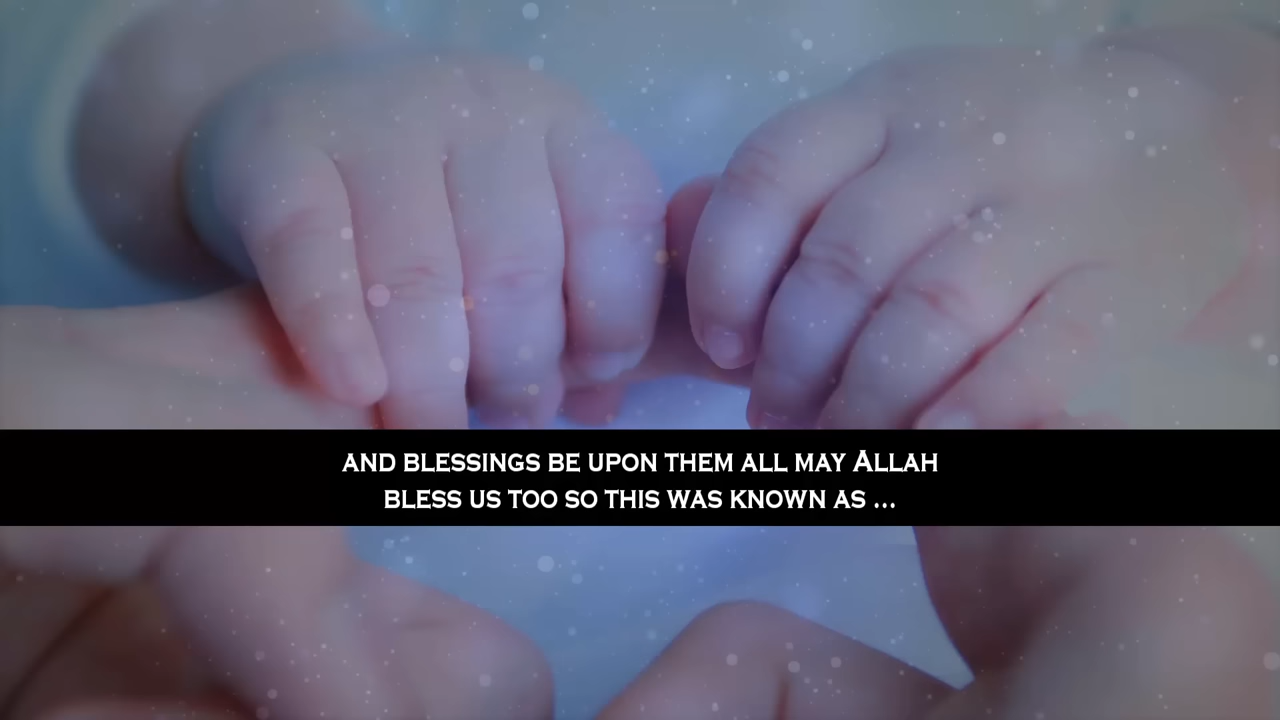 AND BLESSINGS BE UPON THEM ALL MAY ALLAH
BLESS US TOO SO THIS WAS KNOWN AS ...